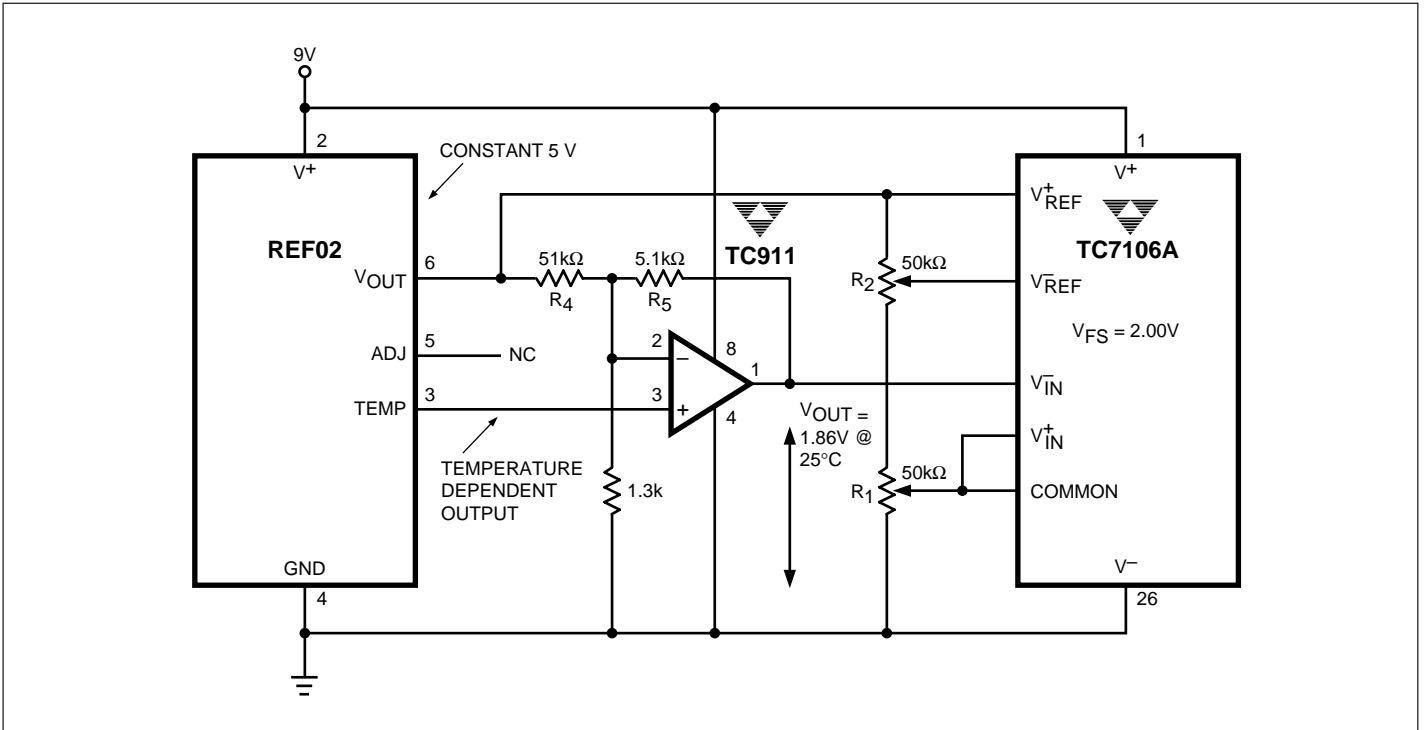 9V
2
V+
CONSTANT 5 V
REF02
VOUT
6
ADJ
5
NC
TEMP
3
TEMPERATURE
DEPENDENT
OUTPUT
GND
4
51kΩ
R4
5.1kΩ
R5
TC911
2
–
3
+
8
1
4
1.3k
VOUT =
1.86V @
25°C
50kΩ
R2
50kΩ
R1
1
V+
V+REF
TC7106A
V–REF
VFS = 2.00V
V–IN
V+IN
COMMON
V–
26